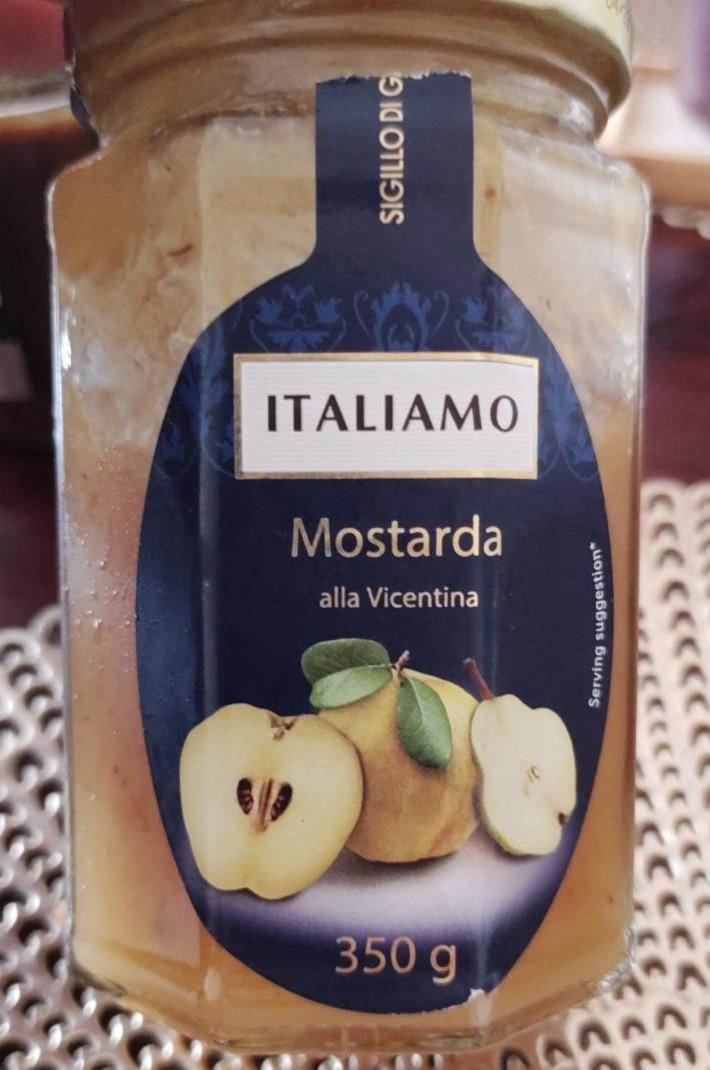 SIGILLO DI
ITALIAMO
Mostarda
alla Vicentina
Serving suggestion*
350 g